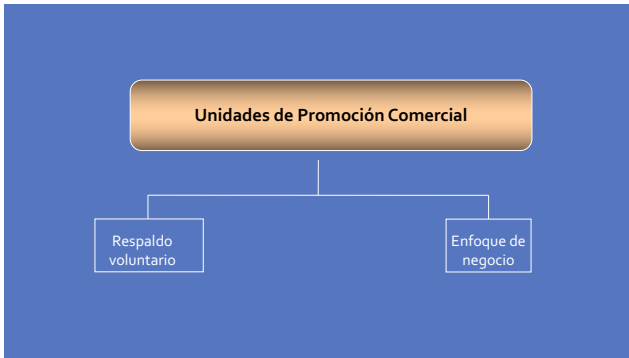 Unidades de Promoción Comercial
Respaldo
voluntario
Enfoque de
negocio